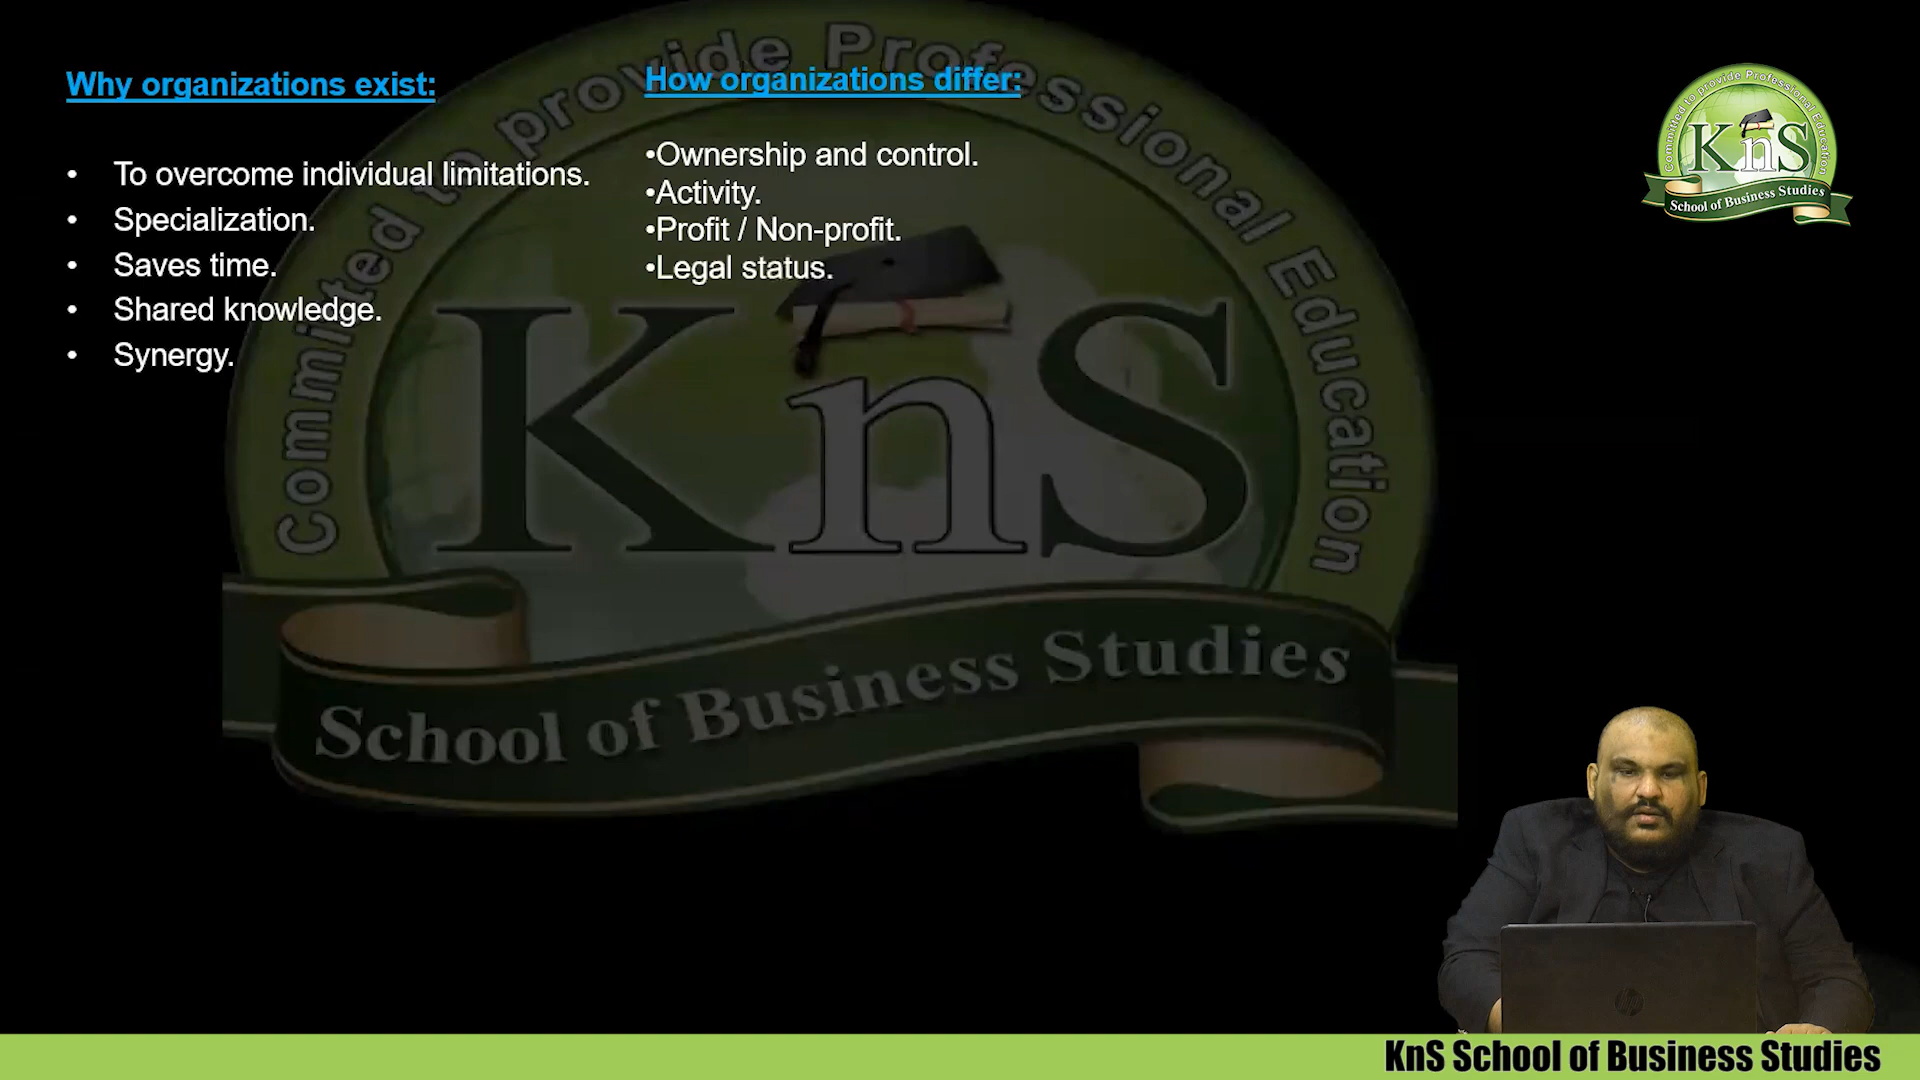 Why organizations exist:
• To overcome individual limitations.
• Specialization.
• Saves time.
• Shared knowledge.
• Synergy.
How organizations differ:
•Ownership and control.
•Activity.
•Profit / Non-profit.
•Legal status.
Committed to provide Professional Education
KnS
School of Business Studies
Committed to provide Professional Education
KnS
School of Business Studies
hp
KnS School of Business Studies